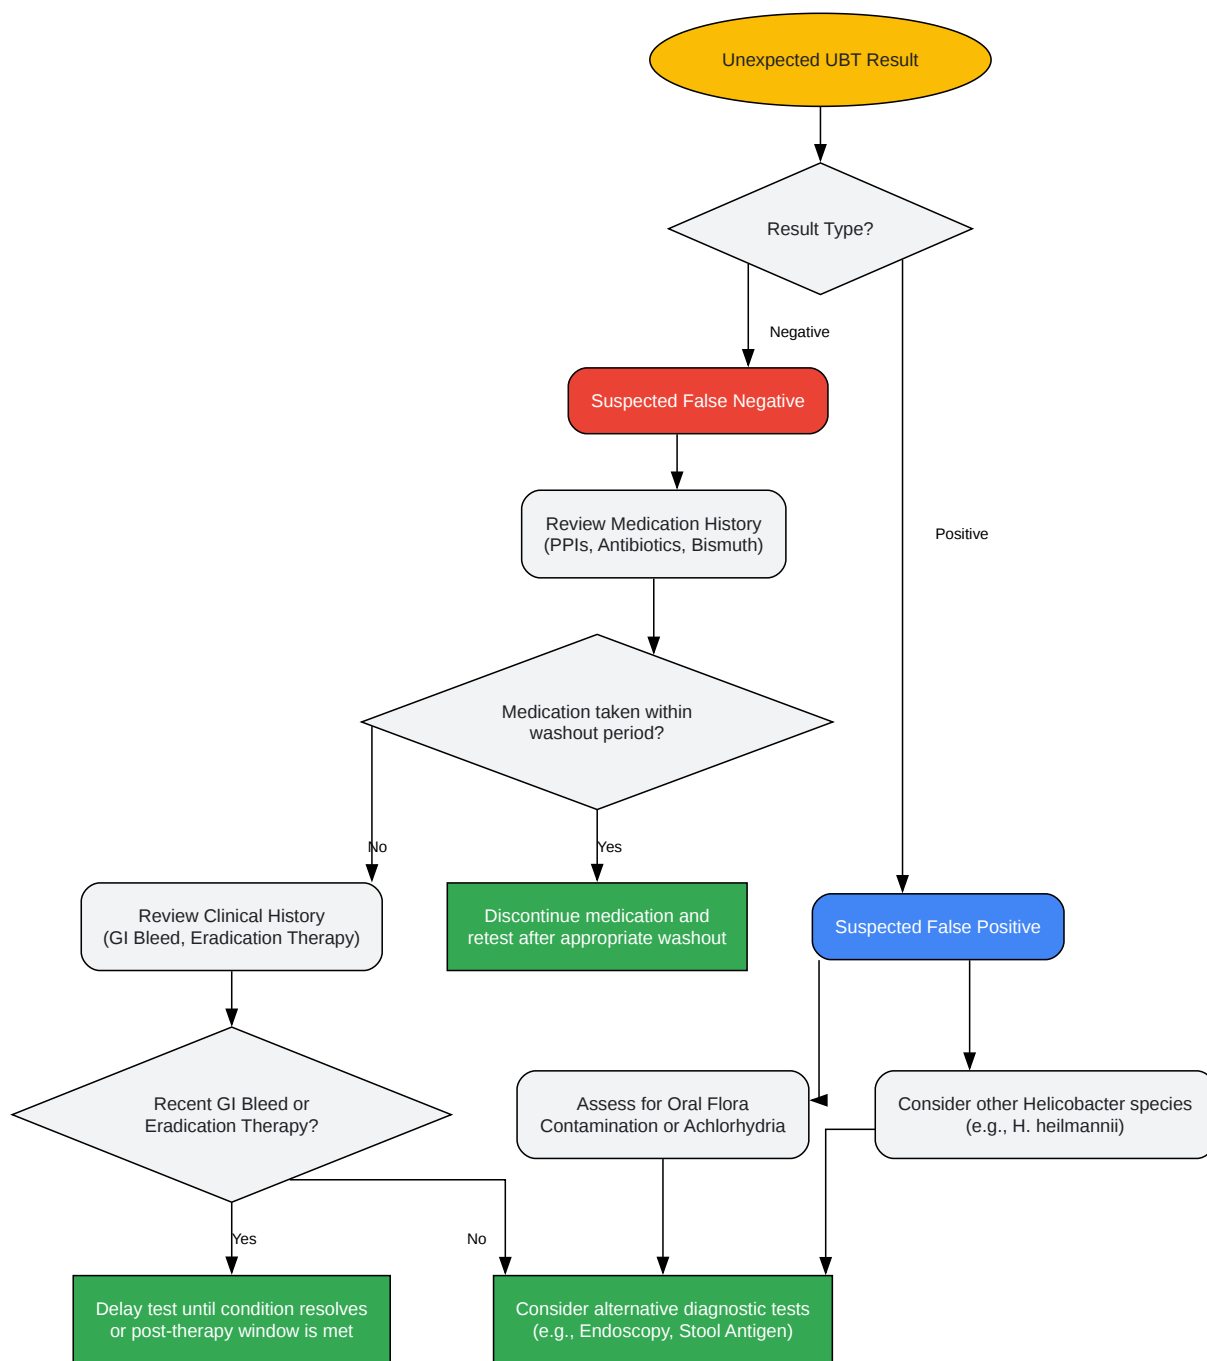 Unexpected UBT Result
Result Type?
Negative
Suspected False Negative
Review Medication History
(PPIs, Antibiotics, Bismuth)
Positive
Medication taken within
washout period?
No
Yes
Review Clinical History
(GI Bleed, Eradication Therapy)
Discontinue medication and
retest after appropriate washout
Suspected False Positive
Recent GI Bleed or
Eradication Therapy?
Assess for Oral Flora
Contamination or Achlorhydria
Consider other Helicobacter species
(e.g., H. heilmannii)
Yes
No
Delay test until condition resolves
or post-therapy window is met
Consider alternative diagnostic tests
(e.g., Endoscopy, Stool Antigen)